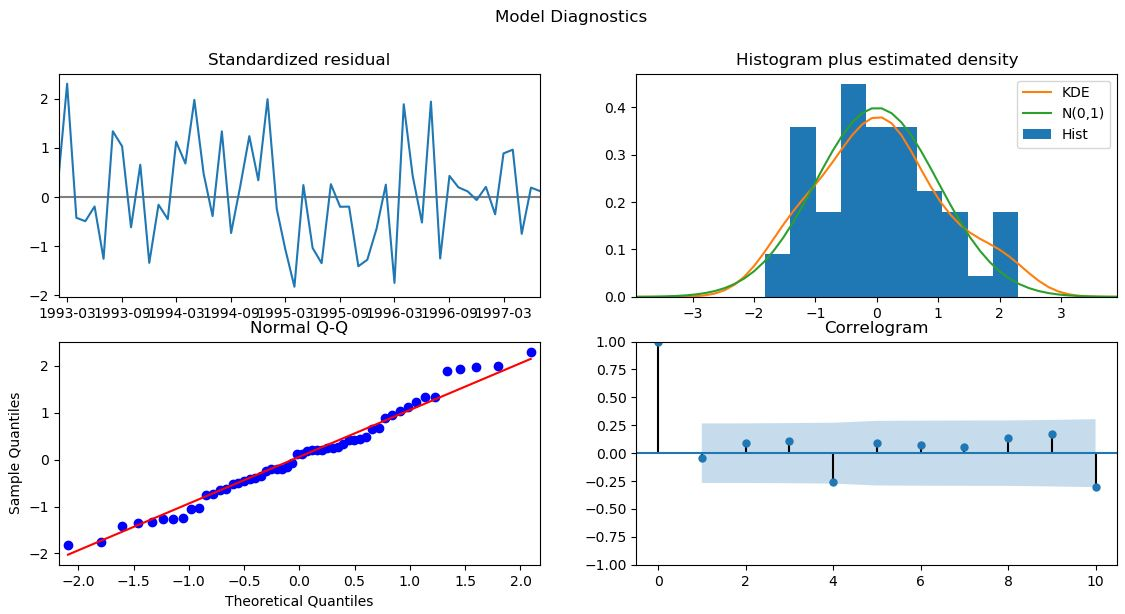 Model Diagnostics
Standardized residual
2
1
0
−1
−2
1993-03 1993-09 1994-03 1994-09 1995-03 1995-09 1996-03 1996-09 1997-03
Histogram plus estimated density
KDE
N(0,1)
Hist
0.4
0.3
0.2
0.1
0.0
−3 −2 −1 0 1 2 3
Normal Q-Q
Sample Quantiles
2
1
0
−1
−2
−2.0 −1.5 −1.0 −0.5 0.0 0.5 1.0 1.5 2.0
Theoretical Quantiles
Correlogram
1.00
0.75
0.50
0.25
0.00
−0.25
−0.50
−0.75
−1.00
0 2 4 6 8 10